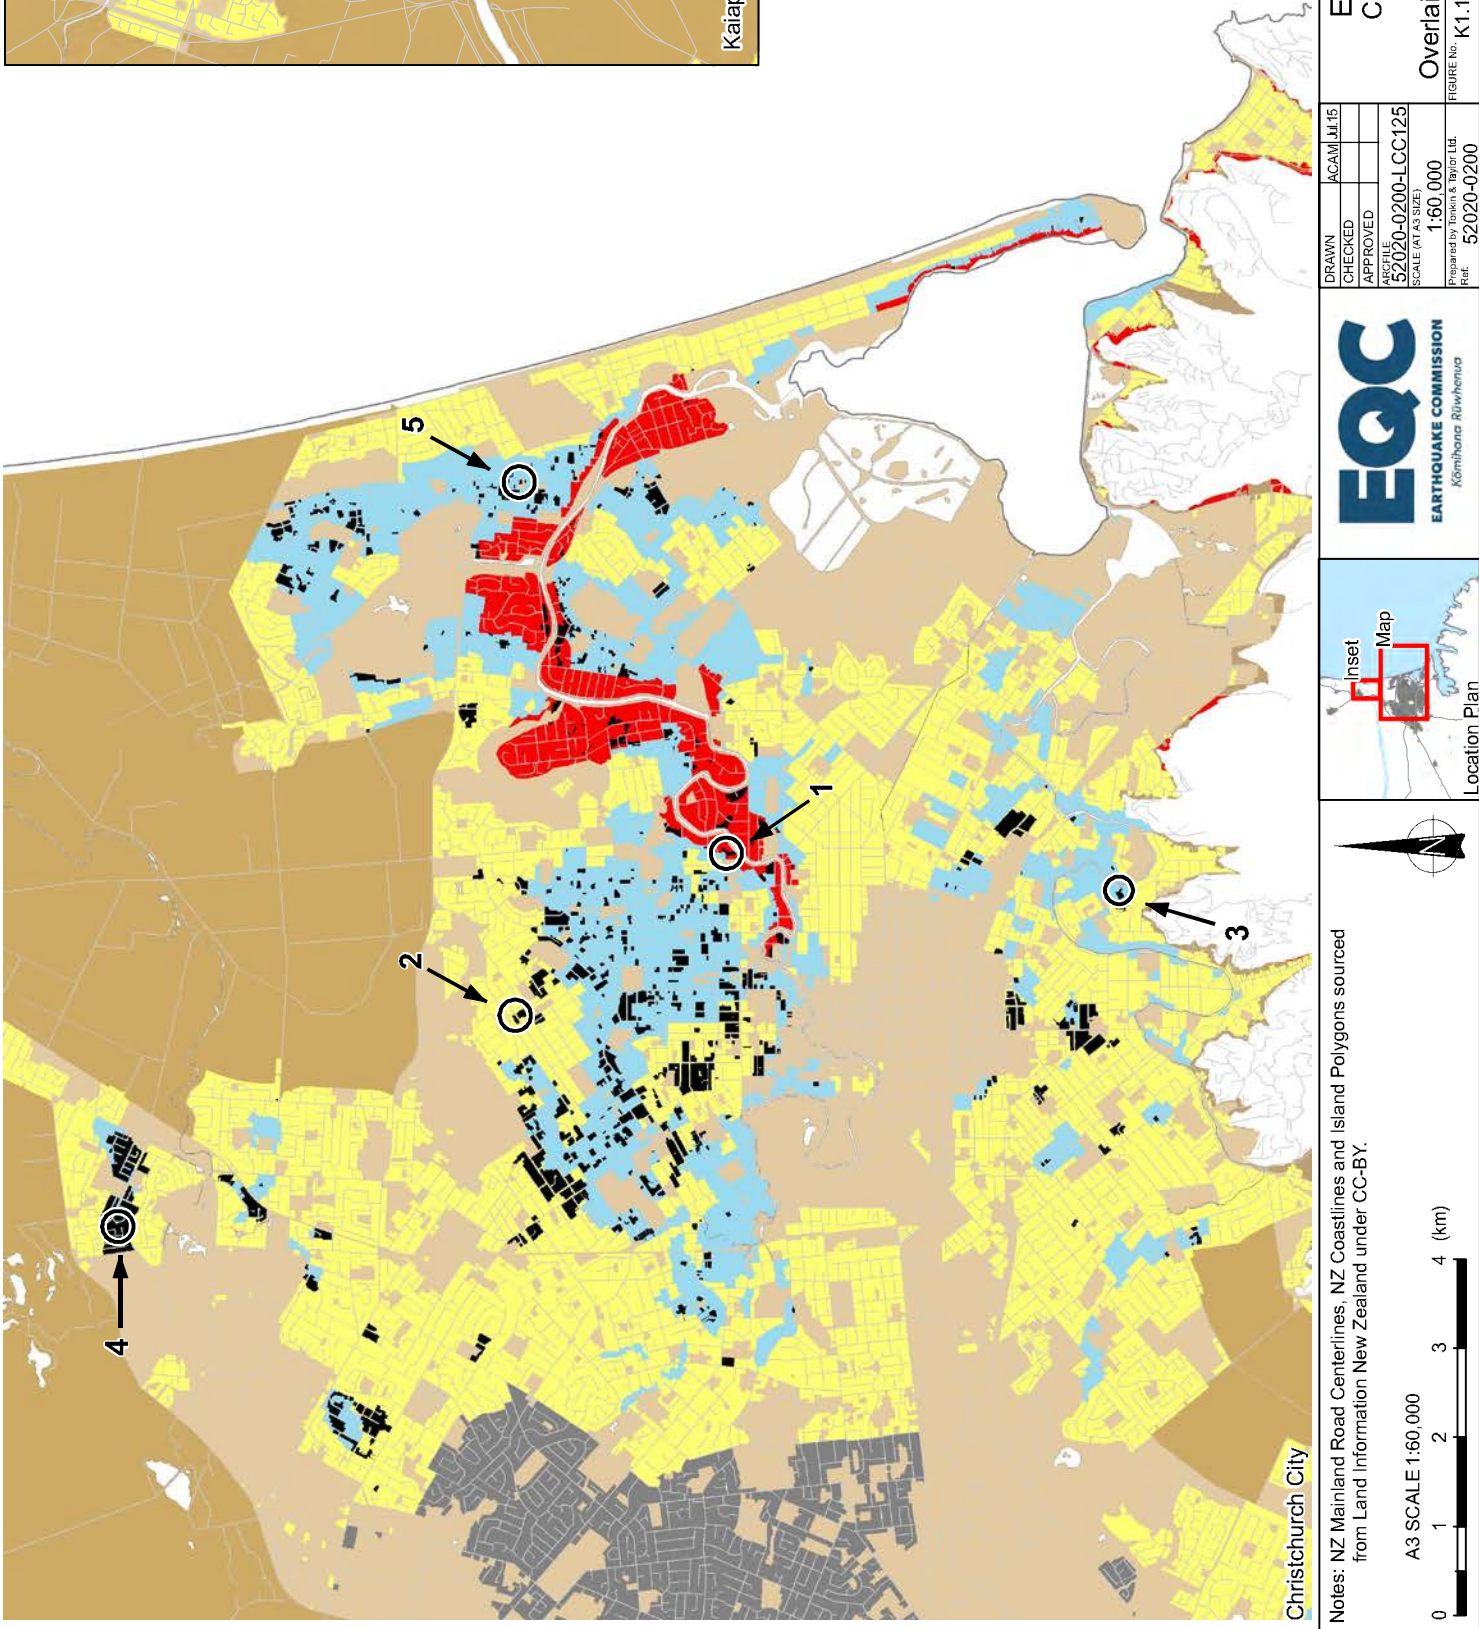 Kaiap
5
1
2
3
4
Christchurch City
Notes: NZ Mainland Road Centerlines, NZ Coastlines and Island Polygons sourced
from Land Information New Zealand under CC-BY.
A3 SCALE 1:60,000
0 1 2 3 4 (km)
N
Inset
Map
Location Plan
EQC
EARTHQUAKE COMMISSION
Kōmihana Rūwhenua
DRAWN ACAM Jul.15
CHECKED
APPROVED
ARCFILE
52020-0200-LCC125
SCALE (AT A3 SIZE)
1:60,000
Prepared by Tonkin & Taylor Ltd.
Ref. 52020-0200
E
C
Overlai
FIGURE No. K1.1